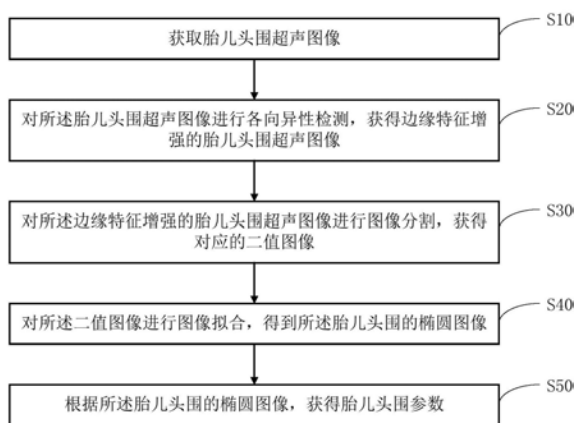 获取胎儿头围超声图像
S100
对所述胎儿头围超声图像进行各向异性检测，获得边缘特征增
强的胎儿头围超声图像
S200
对所述边缘特征增强的胎儿头围超声图像进行图像分割，获得
对应的二值图像
S300
对所述二值图像进行图像拟合，得到所述胎儿头围的椭圆图像
S400
根据所述胎儿头围的椭圆图像，获得胎儿头围参数
S500